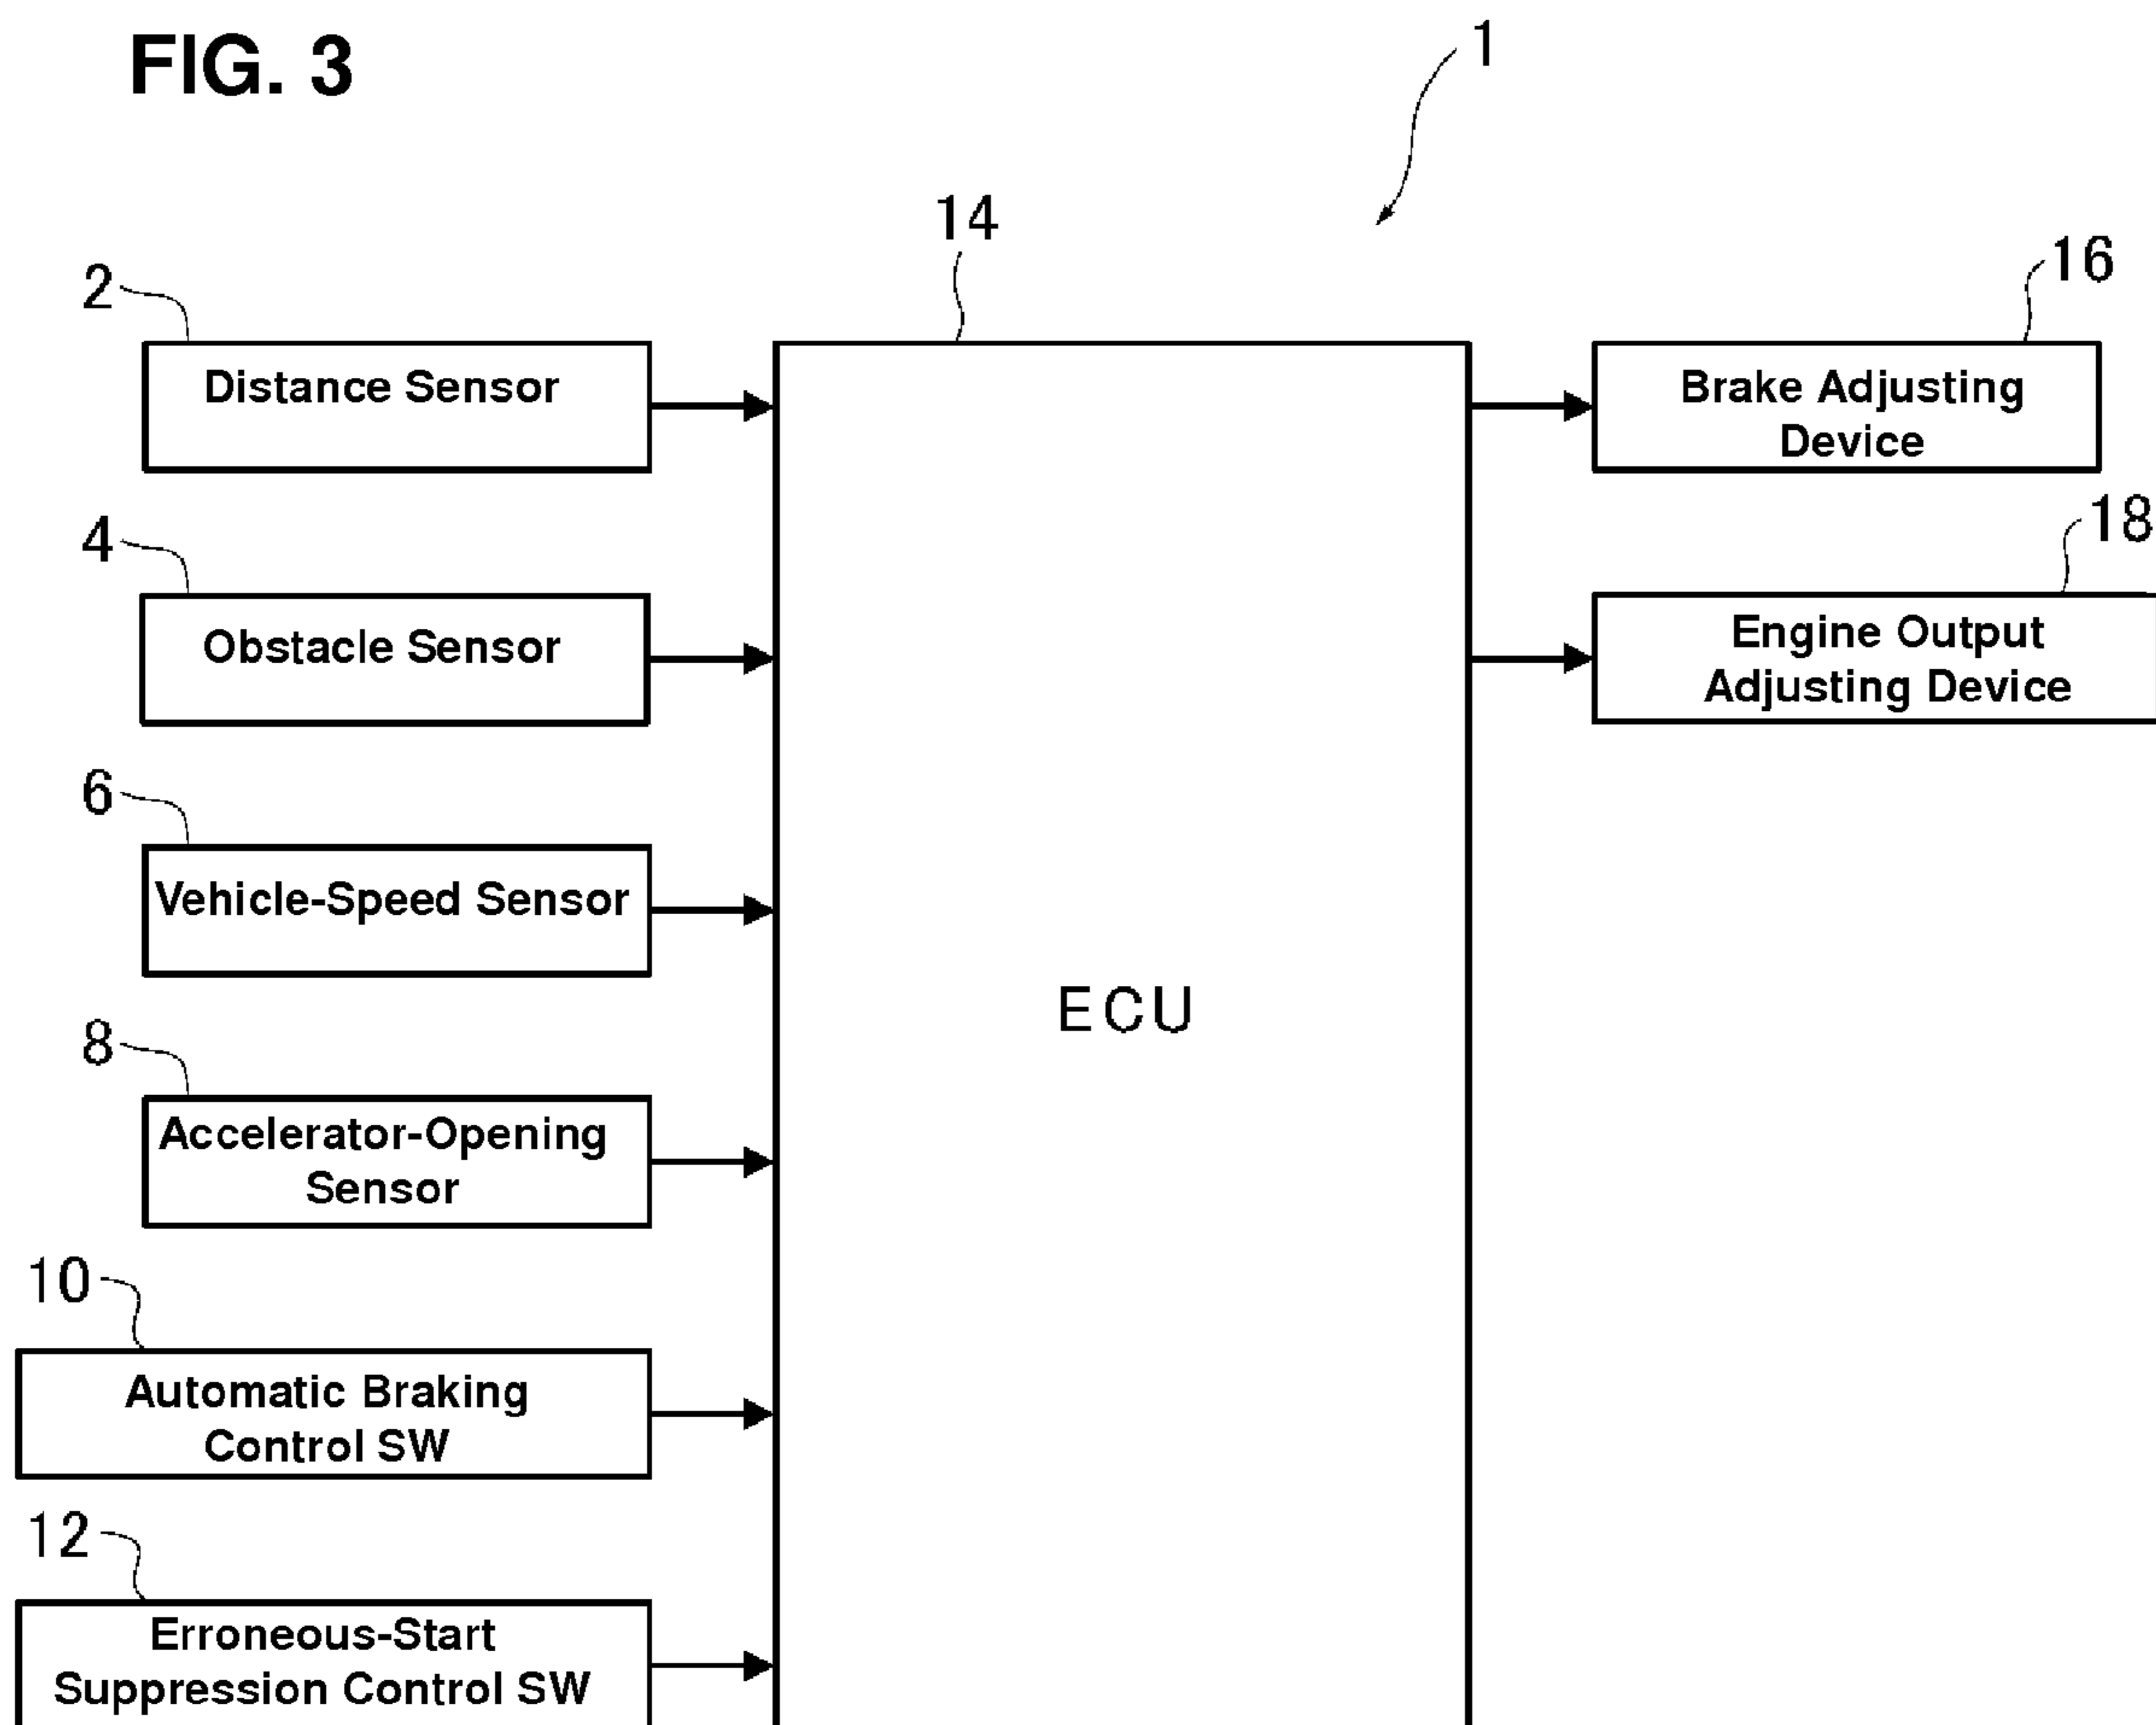 FIG. 3
1
14
2
16
Distance Sensor
Brake Adjusting
Device
4
18
Obstacle Sensor
Engine Output
Adjusting Device
6
Vehicle-Speed Sensor
ECU
8
Accelerator-Opening
Sensor
10
Automatic Braking
Control SW
12
Erroneous-Start
Suppression Control SW